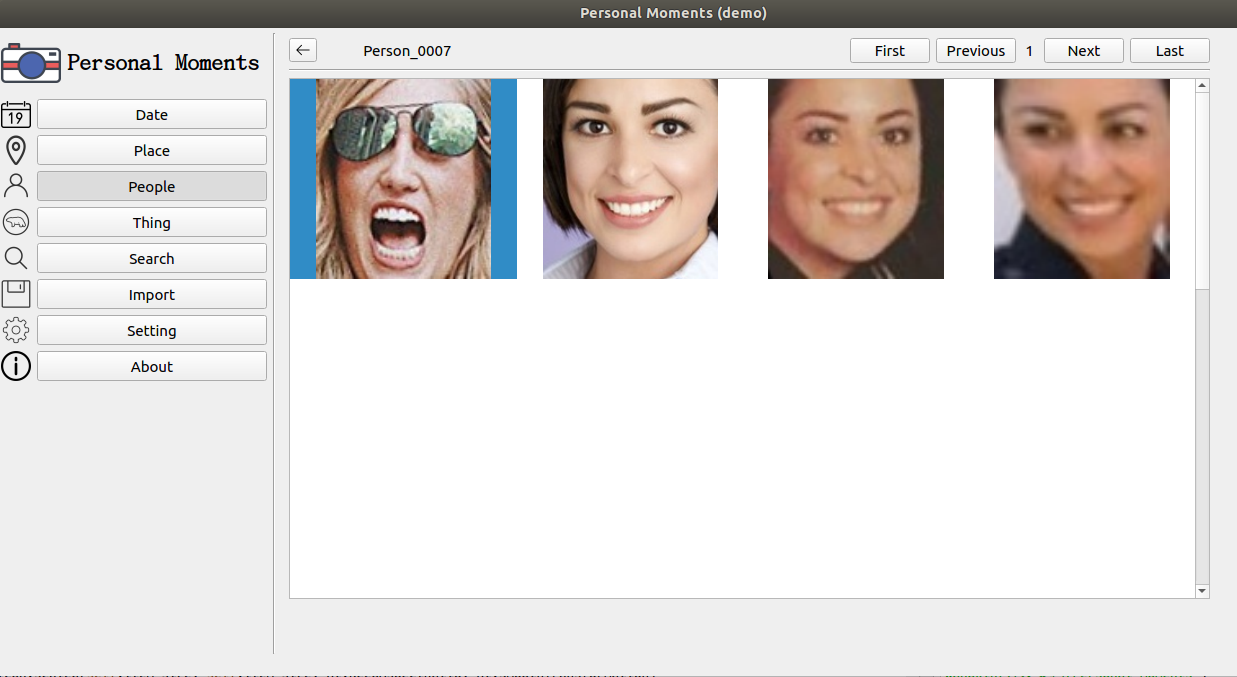 Personal Moments (demo)
Personal Moments
Person_0007
First
Previous
1
Next
Last
19
Date
Place
People
Thing
Search
Import
Setting
About